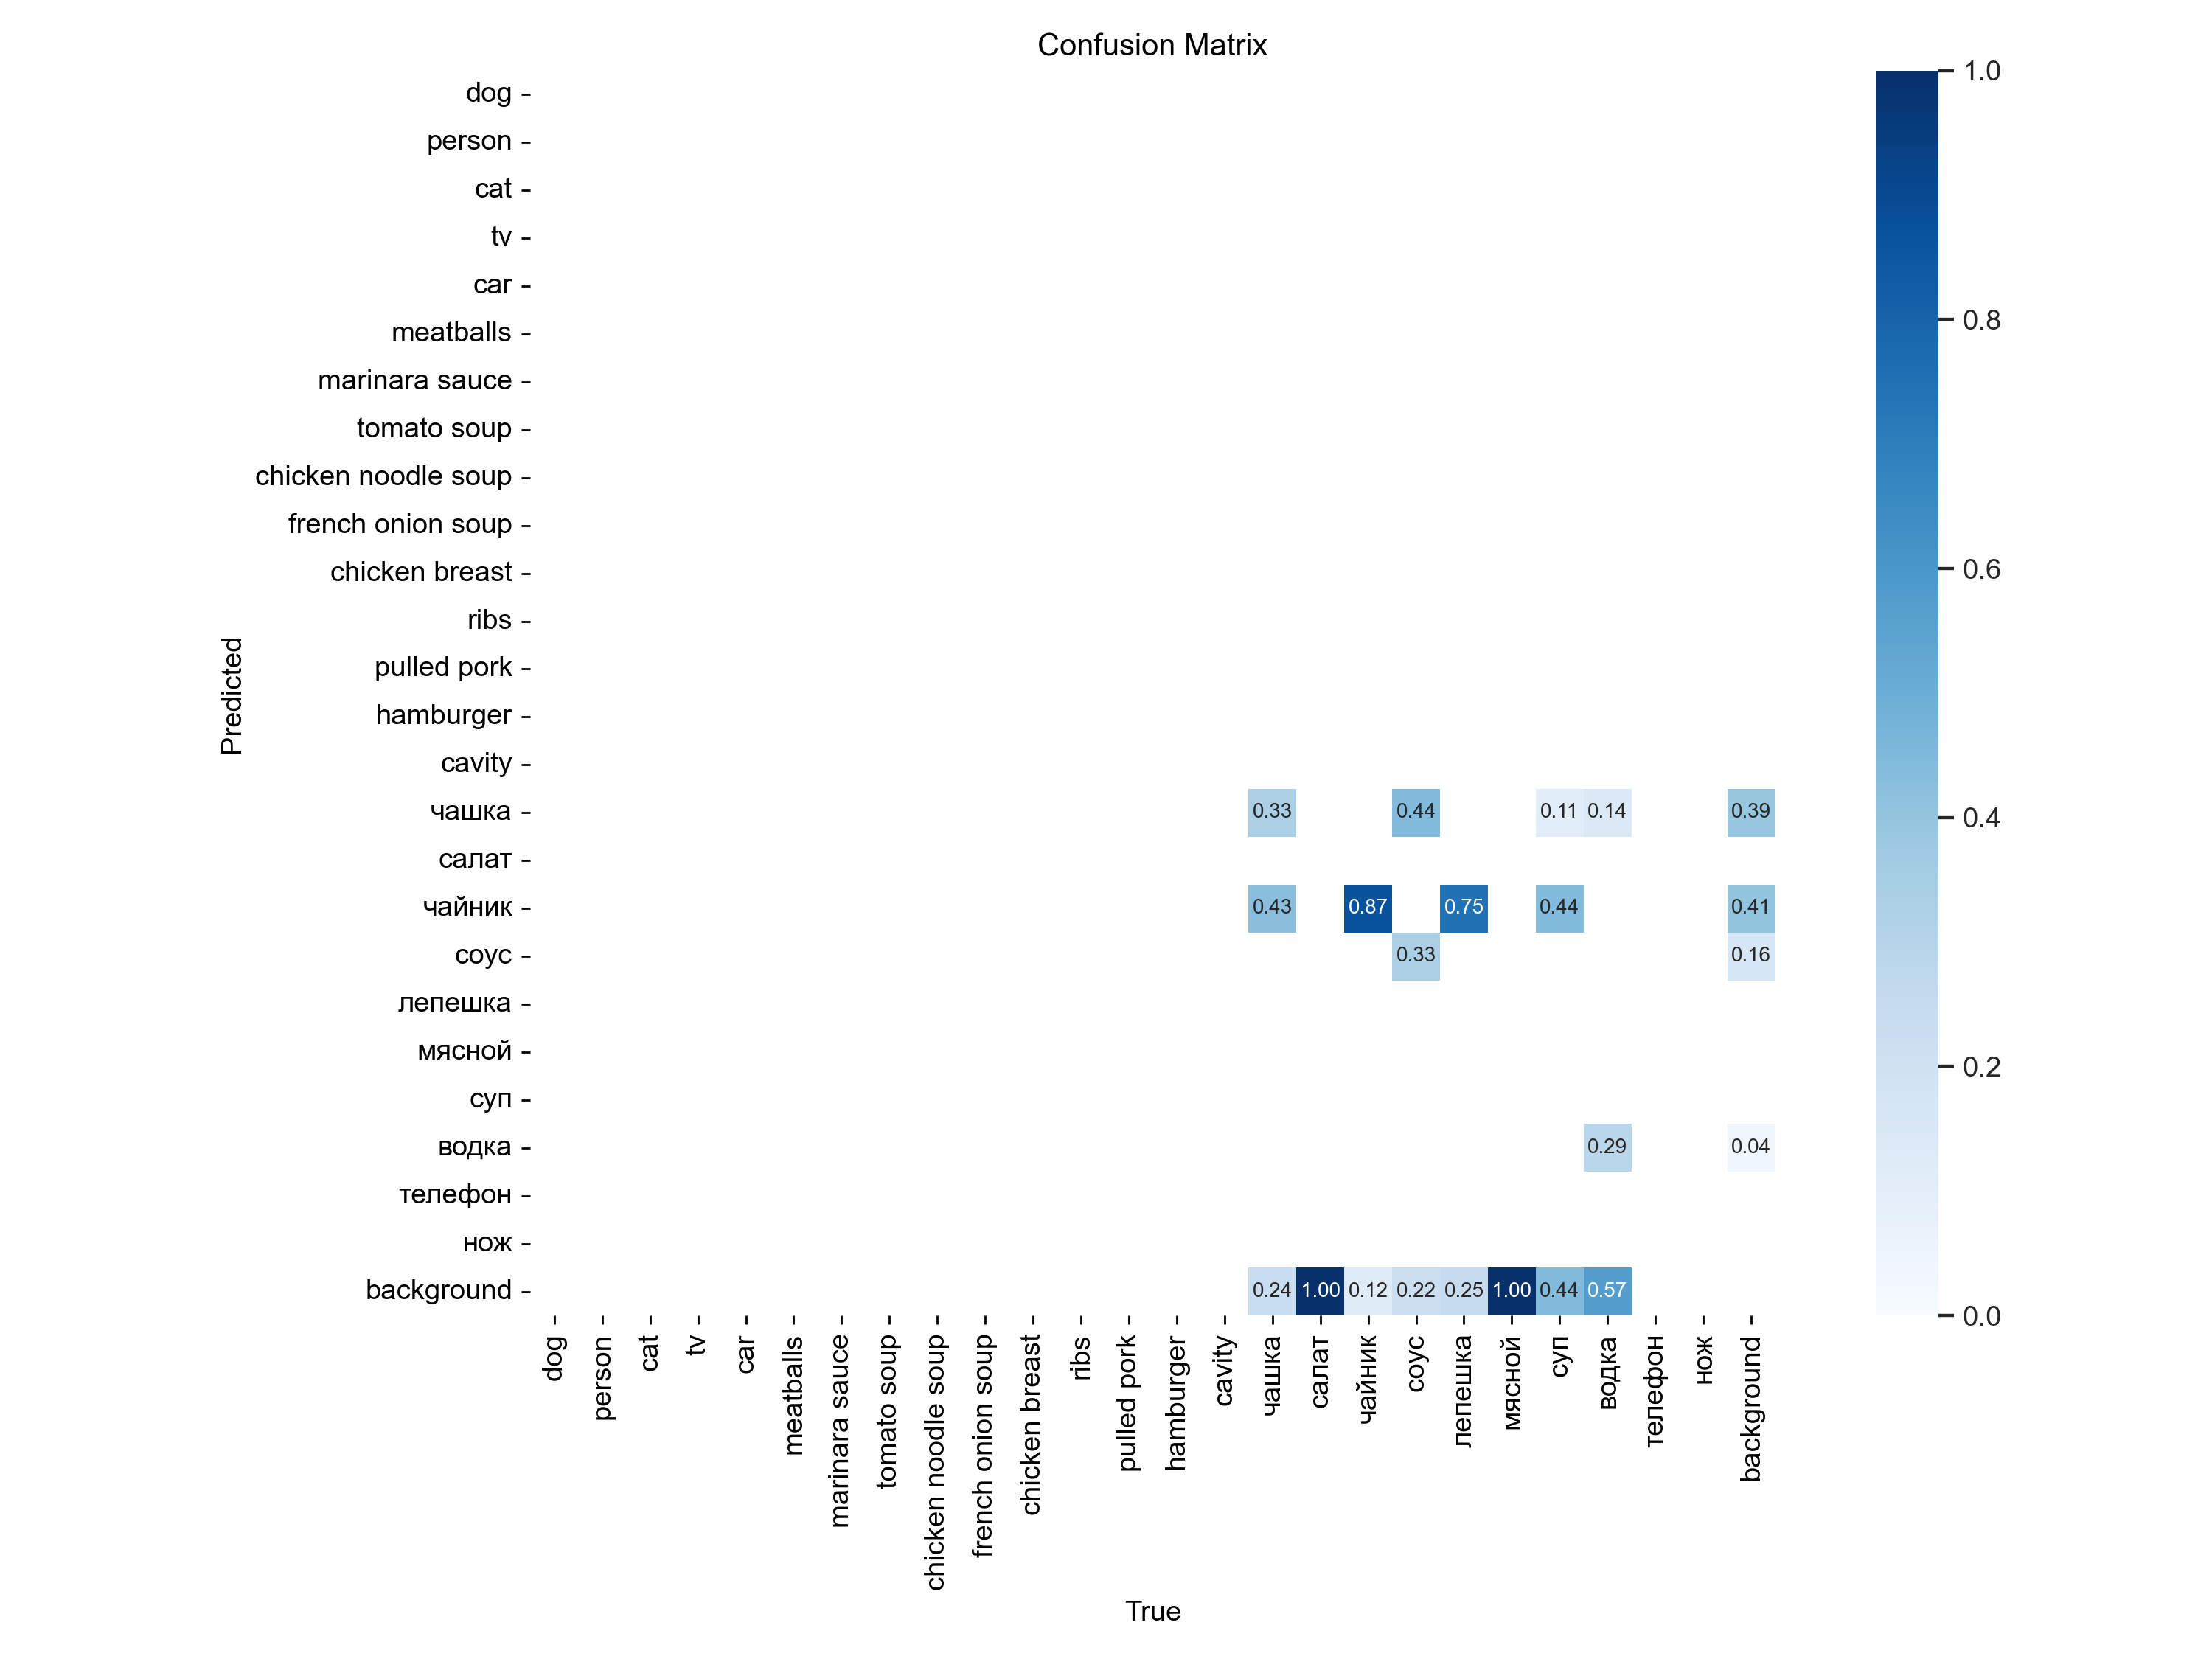 Confusion Matrix
dog
person
cat
tv
car
meatballs
marinara sauce
tomato soup
chicken noodle soup
french onion soup
chicken breast
ribs
pulled pork
hamburger
cavity
чашка 0.33 0.44 0.11 0.14 0.39
салат
чайник 0.43 0.87 0.75 0.44 0.41
соус 0.33 0.16
лепешка
мясной
суп
водка 0.29 0.04
телефон
нож
background 0.24 1.00 0.12 0.22 0.25 1.00 0.44 0.57
Predicted
dog
person
cat
tv
car
meatballs
marinara sauce
tomato soup
chicken noodle soup
french onion soup
chicken breast
ribs
pulled pork
hamburger
cavity
чашка
салат
чайник
соус
лепешка
мясной
суп
водка
телефон
нож
background
True
1.0
0.8
0.6
0.4
0.2
0.0